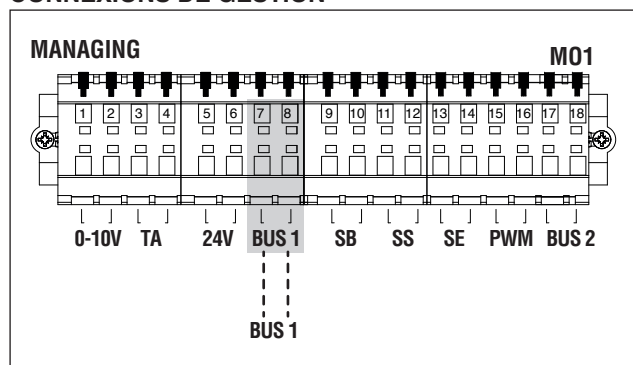 CONNEXIONS DE GESTION
MANAGING
M01
1 2 3 4 5 6 7 8 9 10 11 12 13 14 15 16 17 18
0-10V TA 24V BUS 1 SB SS SE PWM BUS 2
BUS 1